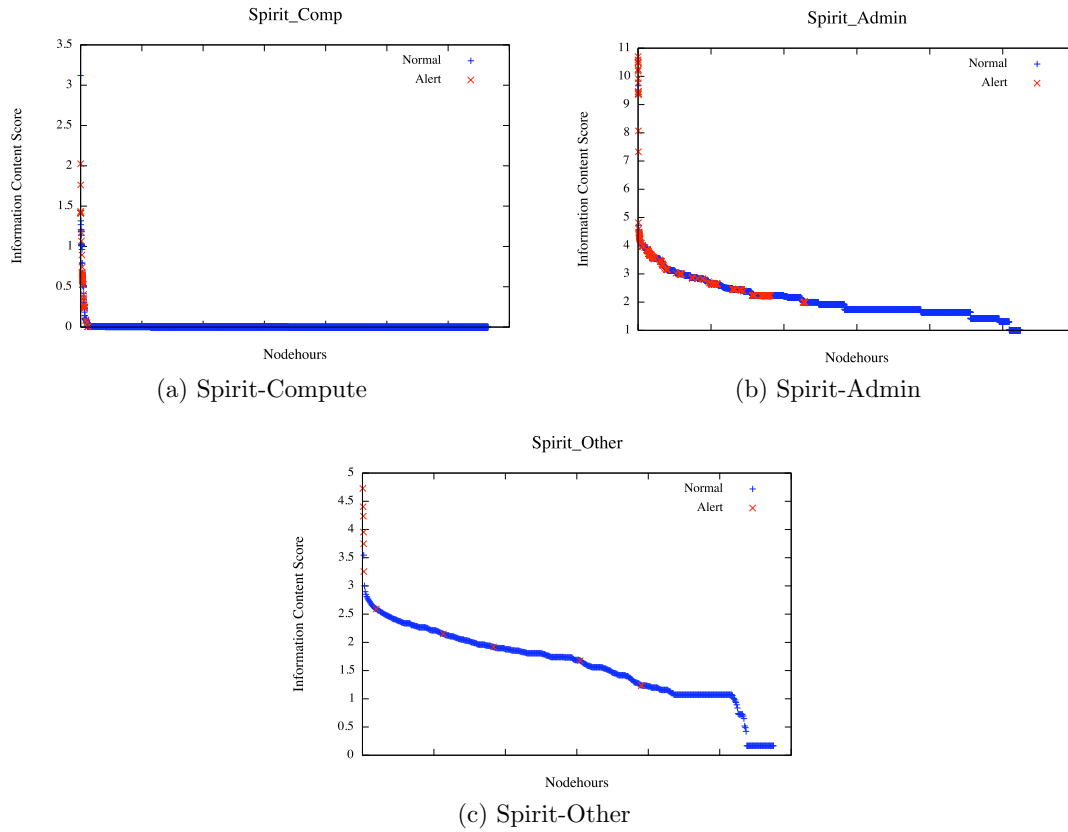 Spirit_Comp
3.5
3
2.5
2
1.5
1
0.5
0
Information Content Score
Normal
Alert
Nodehours
(a) Spirit-Compute
Spirit_Admin
11
10
9
8
7
6
5
4
3
2
1
Information Content Score
Normal
Alert
Nodehours
(b) Spirit-Admin
Spirit_Other
5
4.5
4
3.5
3
2.5
2
1.5
1
0.5
0
Information Content Score
Normal
Alert
Nodehours
(c) Spirit-Other